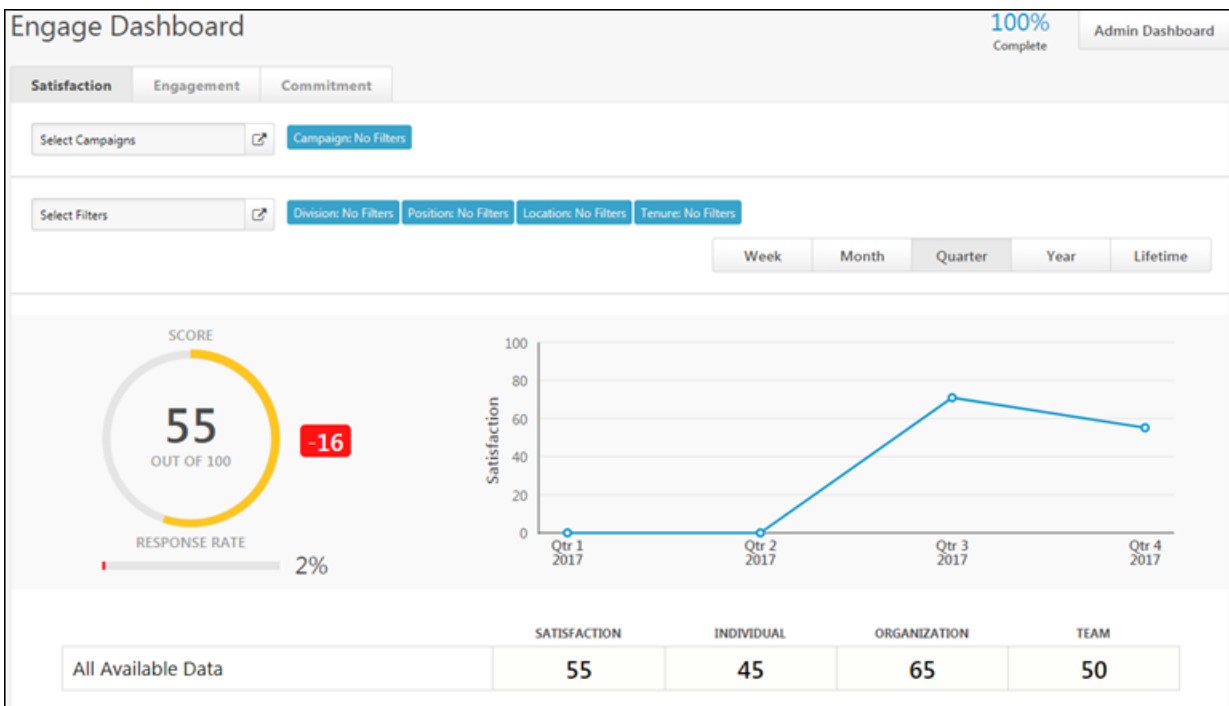 Engage Dashboard
100%
Complete
Admin Dashboard
Satisfaction Engagement Commitment
Select Campaigns Campaign: No Filters
Select Filters Division: No Filters Position: No Filters Location: No Filters Tenure: No Filters
Week Month Quarter Year Lifetime
SCORE
55
OUT OF 100
-16
RESPONSE RATE
2%
Satisfaction
100
80
60
40
20
0
Qtr 1
2017
Qtr 2
2017
Qtr 3
2017
Qtr 4
2017
SATISFACTION INDIVIDUAL ORGANIZATION TEAM
All Available Data 55 45 65 50